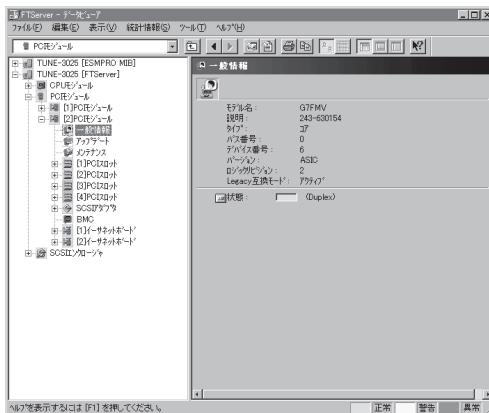 FTServer - ﾃﾞｰﾀﾋﾞｭｰｱ
ﾌｧｲﾙ(F) 編集(E) 表示(V) 統計情報(S) ﾂｰﾙ(T) ﾍﾙﾌﾟ(H)
PCIﾓｼﾞｭｰﾙ
一般情報
TUNE-3025 [ESMPRO MIB]
TUNE-3025 [FTServer]
CPUﾓｼﾞｭｰﾙ
PCIﾓｼﾞｭｰﾙ
[1]PCIﾓｼﾞｭｰﾙ
[2]PCIﾓｼﾞｭｰﾙ
一般情報
ｱｯﾌﾟﾃﾞｰﾄ
ﾒﾝﾃﾅﾝｽ
[1]PCIｽﾛｯﾄ
[2]PCIｽﾛｯﾄ
[3]PCIｽﾛｯﾄ
[4]PCIｽﾛｯﾄ
SCSIｱﾀﾞﾌﾟﾀ
BMC
[1]ｲｰｻﾈｯﾄﾎﾞｰﾄﾞ
[2]ｲｰｻﾈｯﾄﾎﾞｰﾄﾞ
SCSIｴﾝｸﾛｰｼﾞｬ
ﾓﾃﾞﾙ名： G7FMV
説明： 243-630154
ﾀｲﾌﾟ： ｺｱ
ﾊﾞｽ番号： 0
ﾃﾞﾊﾞｲｽ番号： 6
ﾊﾞｰｼﾞｮﾝ： ASIC
ﾛｼﾞｯｸﾘﾋﾞｼﾞｮﾝ： 2
Legacy互換ﾓｰﾄﾞ： ｱｸﾃｨﾌﾞ
状態： (Duplex)
ﾍﾙﾌﾟを表示するには [F1] を押してください。 正常 警告 異常